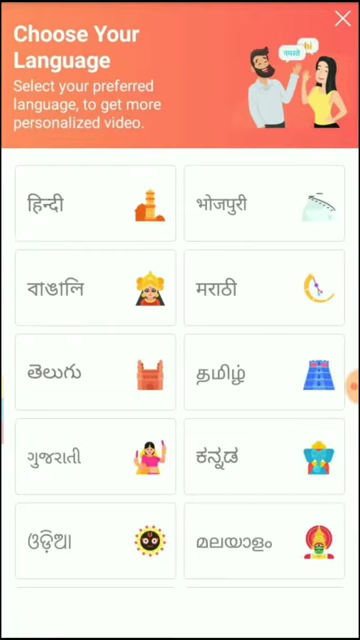 Choose Your
Language
Select your preferred
language, to get more
personalized video.
नमस्ते
हिन्दी
भोजपुरी
বাঙালি
मराठी
తెలుగు
தமிழ்
ગુજરાતી
ಕನ್ನಡ
ଓଡ଼ିଆ
മലയാളം